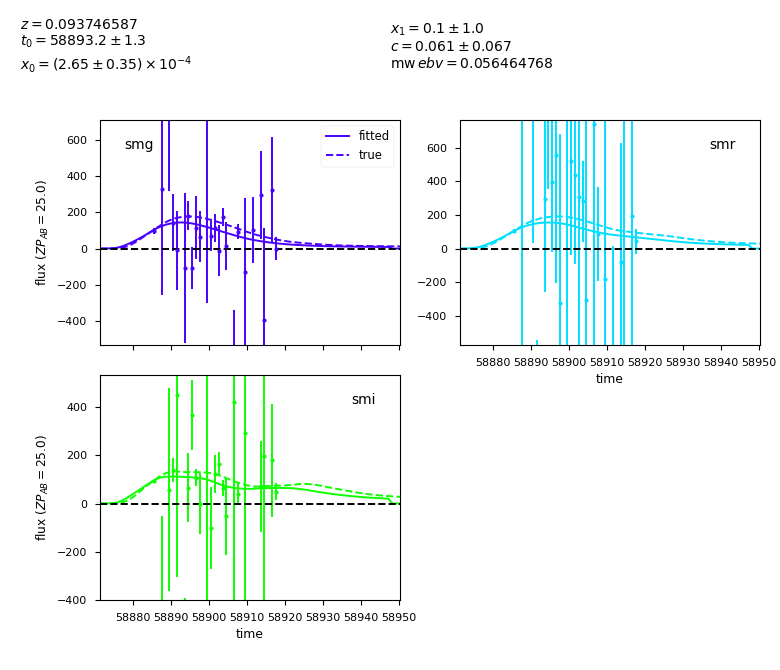 z = 0.093746587
t₀ = 58893.2 ± 1.3
x₀ = (2.65 ± 0.35) × 10⁻⁴
x₁ = 0.1 ± 1.0
c = 0.061 ± 0.067
mw ebv = 0.056464768
smg
fitted
true
600
400
200
0
−200
−400
flux (ZP_AB = 25.0)
smr
600
400
200
0
−200
−400
58880 58890 58900 58910 58920 58930 58940 58950
time
smi
400
200
0
−200
−400
flux (ZP_AB = 25.0)
58880 58890 58900 58910 58920 58930 58940 58950
time